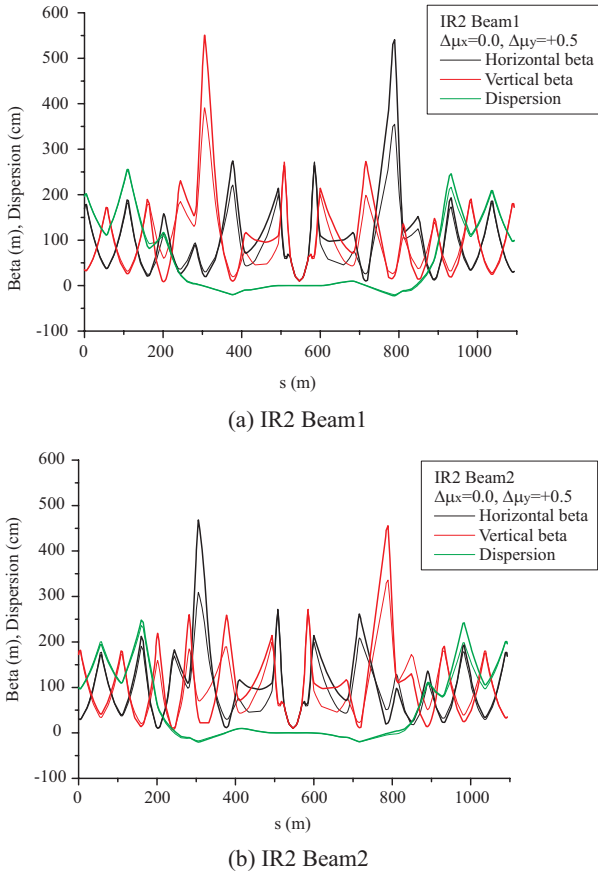 600
500
400
300
200
100
0
-100
Beta (m), Dispersion (cm)
IR2 Beam1
Δμx=0.0, Δμy=+0.5
Horizontal beta
Vertical beta
Dispersion
0 200 400 600 800 1000
s (m)
(a) IR2 Beam1
600
500
400
300
200
100
0
-100
Beta (m), Dispersion (cm)
IR2 Beam2
Δμx=0.0, Δμy=+0.5
Horizontal beta
Vertical beta
Dispersion
0 200 400 600 800 1000
s (m)
(b) IR2 Beam2